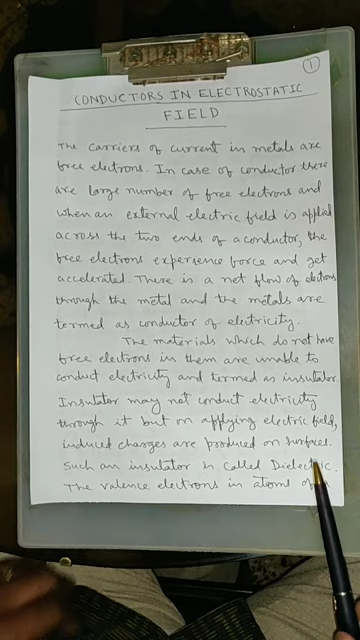 1
CONDUCTORS IN ELECTROSTATIC
FIELD
The carriers of current in metals are
free electrons. In case of conductor there
are large number of free electrons and
when an external electric field is applied
across the two ends of a conductor, the
free electrons experience force and get
accelerated. There is a net flow of electrons
through the metal and the metals are
termed as conductor of electricity.
The materials which do not have
free electrons in them are unable to
conduct electricity and termed as insulator.
Insulator may not conduct electricity
through it but on applying electric field,
induced charges are produced on surfaces.
Such an insulator is called Dielectric.
The valence electrons in atoms of